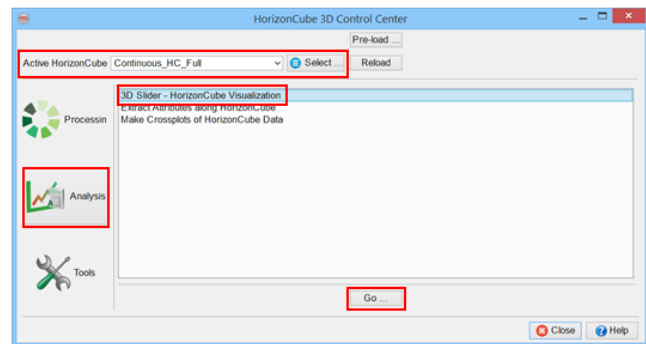 HorizonCube 3D Control Center
Pre-load ...
Active HorizonCube Continuous_HC_Full Select ... Reload
3D Slider - HorizonCube Visualization
Extract Attributes along HorizonCube
Make Crossplots of HorizonCube Data
Processin
Analysis
Tools
Go ...
Close Help